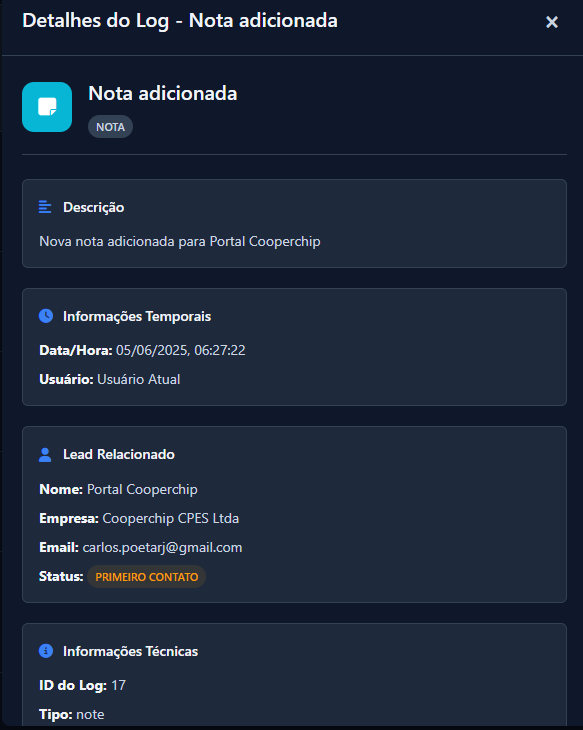 Detalhes do Log - Nota adicionada
Nota adicionada
NOTA
Descrição
Nova nota adicionada para Portal Cooperchip
Informações Temporais
Data/Hora: 05/06/2025, 06:27:22
Usuário: Usuário Atual
Lead Relacionado
Nome: Portal Cooperchip
Empresa: Cooperchip CPES Ltda
Email: carlos.poetarj@gmail.com
Status: PRIMEIRO CONTATO
Informações Técnicas
ID do Log: 17
Tipo: note